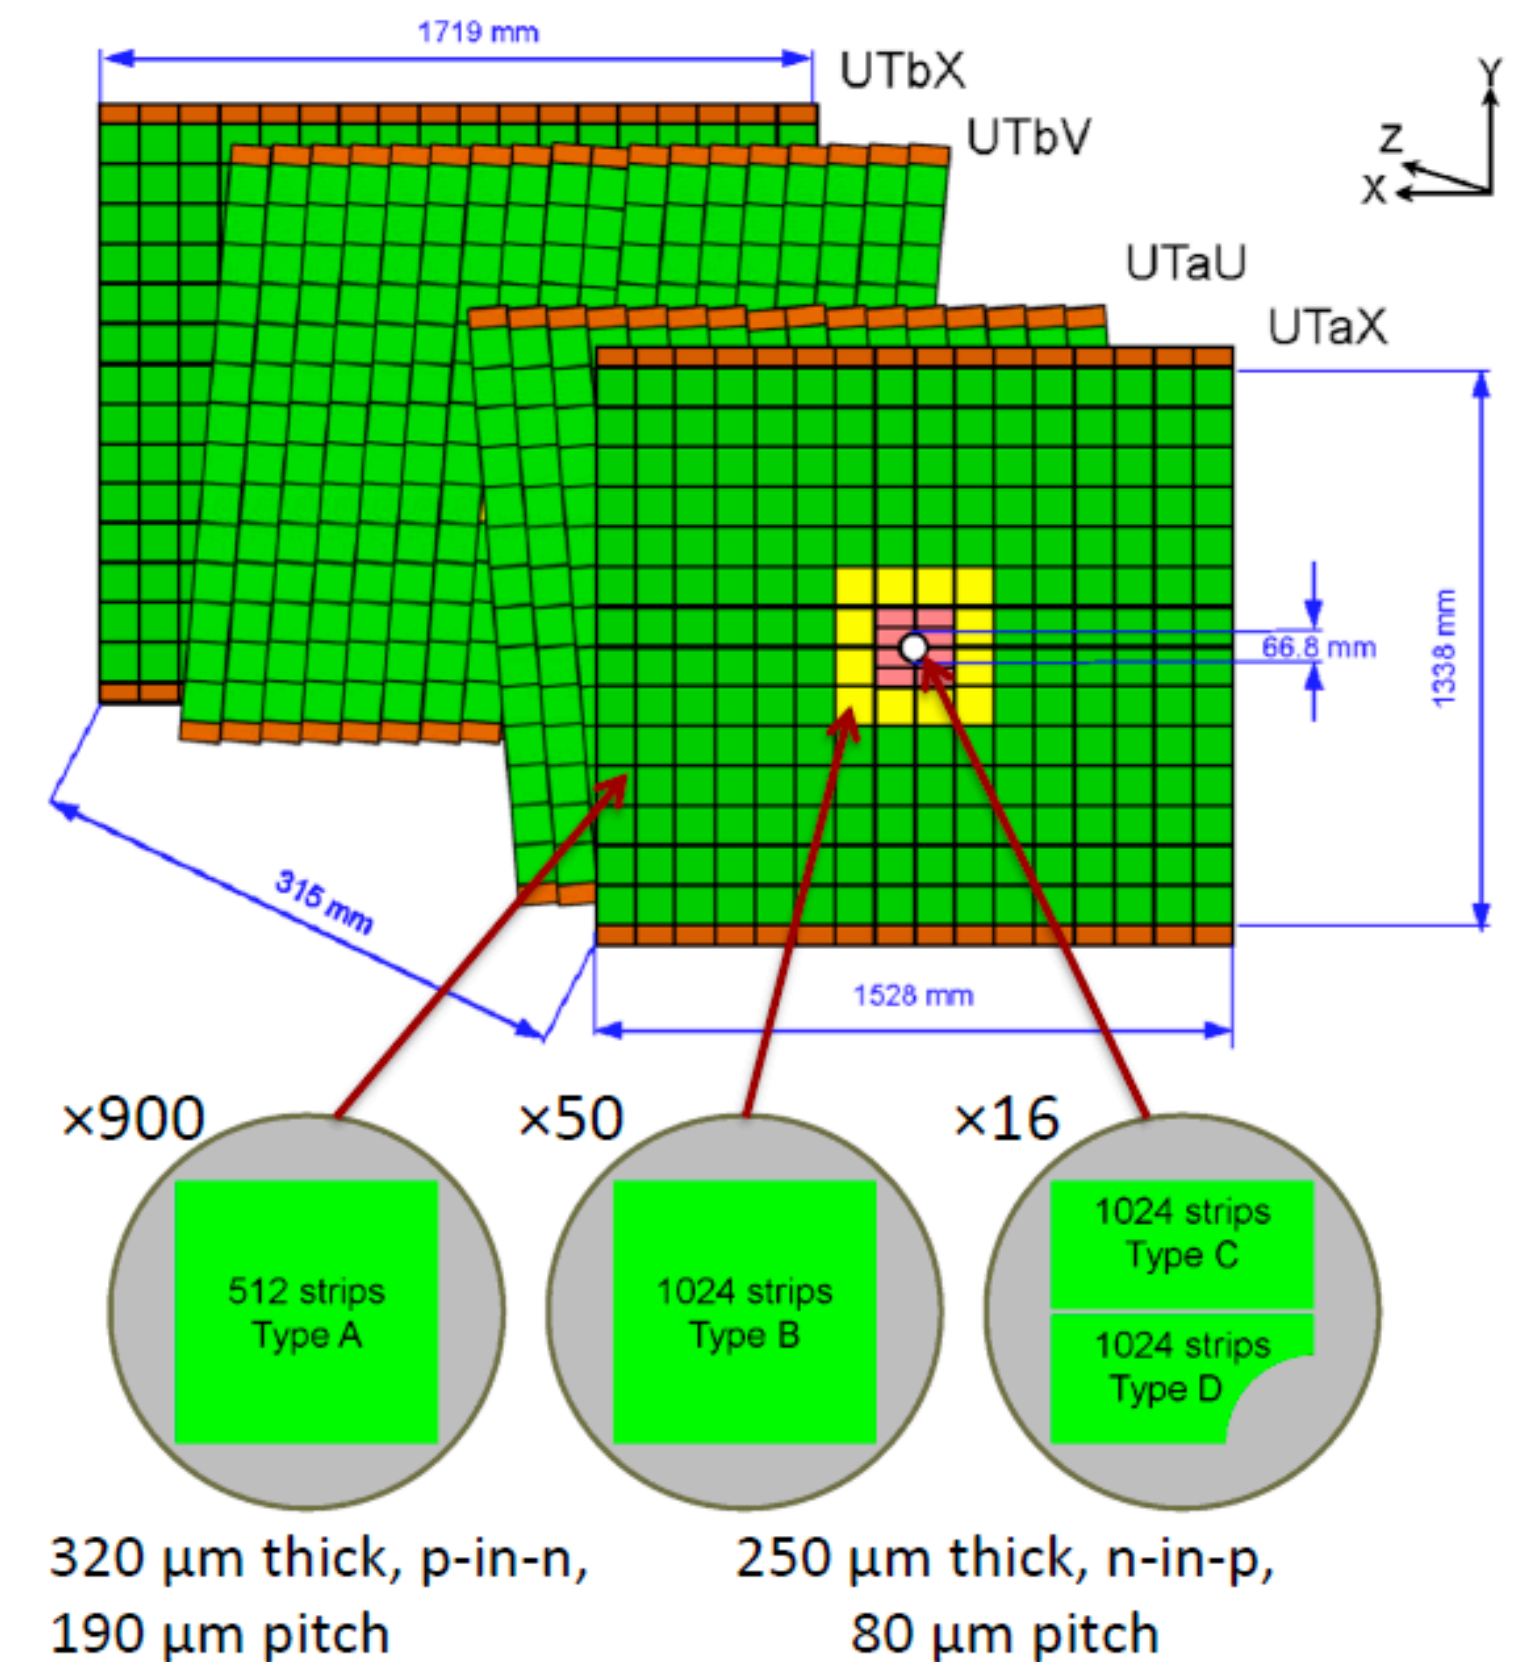 1719 mm
UTbX
UTbV
Y
Z
X
UTaU
UTaX
66.8 mm
1338 mm
315 mm
1528 mm
×900
×50
×16
512 strips
Type A
1024 strips
Type B
1024 strips
Type C
1024 strips
Type D
320 µm thick, p-in-n,
190 µm pitch
250 µm thick, n-in-p,
80 µm pitch